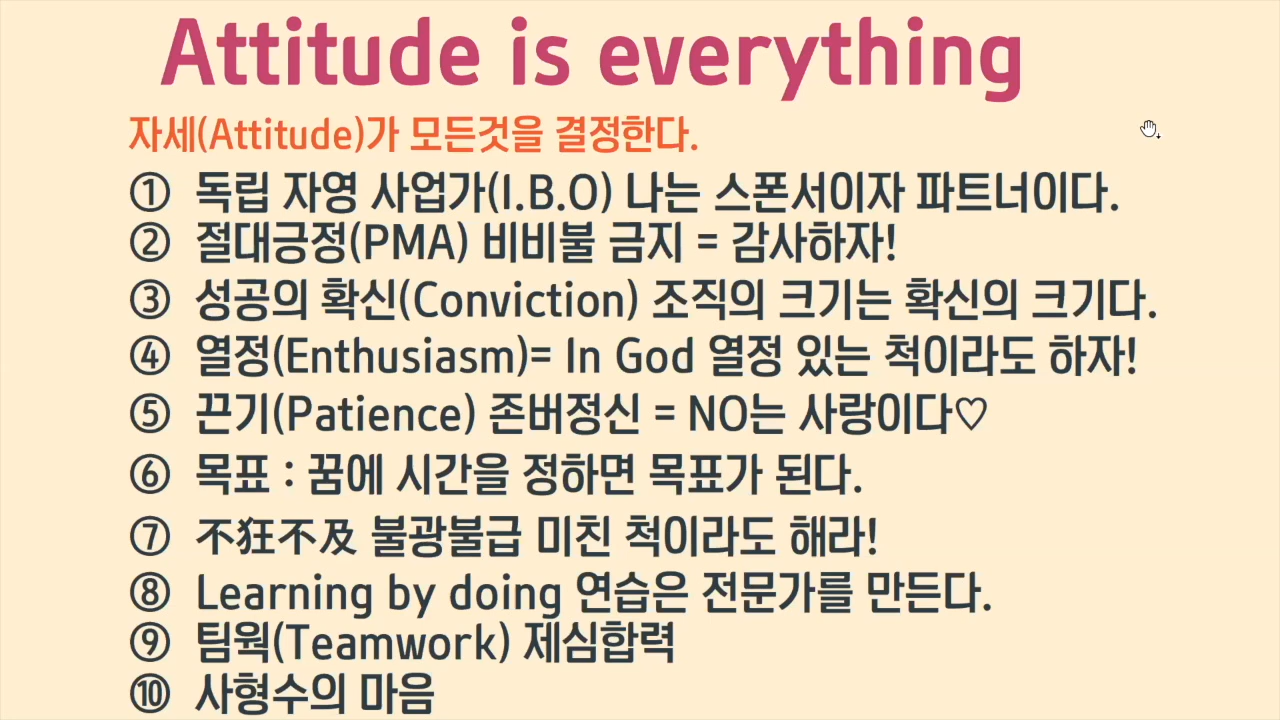 Attitude is everything
자세(Attitude)가 모든것을 결정한다.
① 독립 자영 사업가(I.B.O) 나는 스폰서이자 파트너이다.
② 절대긍정(PMA) 비비불 금지 = 감사하자!
③ 성공의 확신(Conviction) 조직의 크기는 확신의 크기다.
④ 열정(Enthusiasm)= In God 열정 있는 척이라도 하자!
⑤ 끈기(Patience) 존버정신 = NO는 사랑이다♡
⑥ 목표 : 꿈에 시간을 정하면 목표가 된다.
⑦ 不狂不及 불광불급 미친 척이라도 해라!
⑧ Learning by doing 연습은 전문가를 만든다.
⑨ 팀웍(Teamwork) 제심합력
⑩ 사형수의 마음